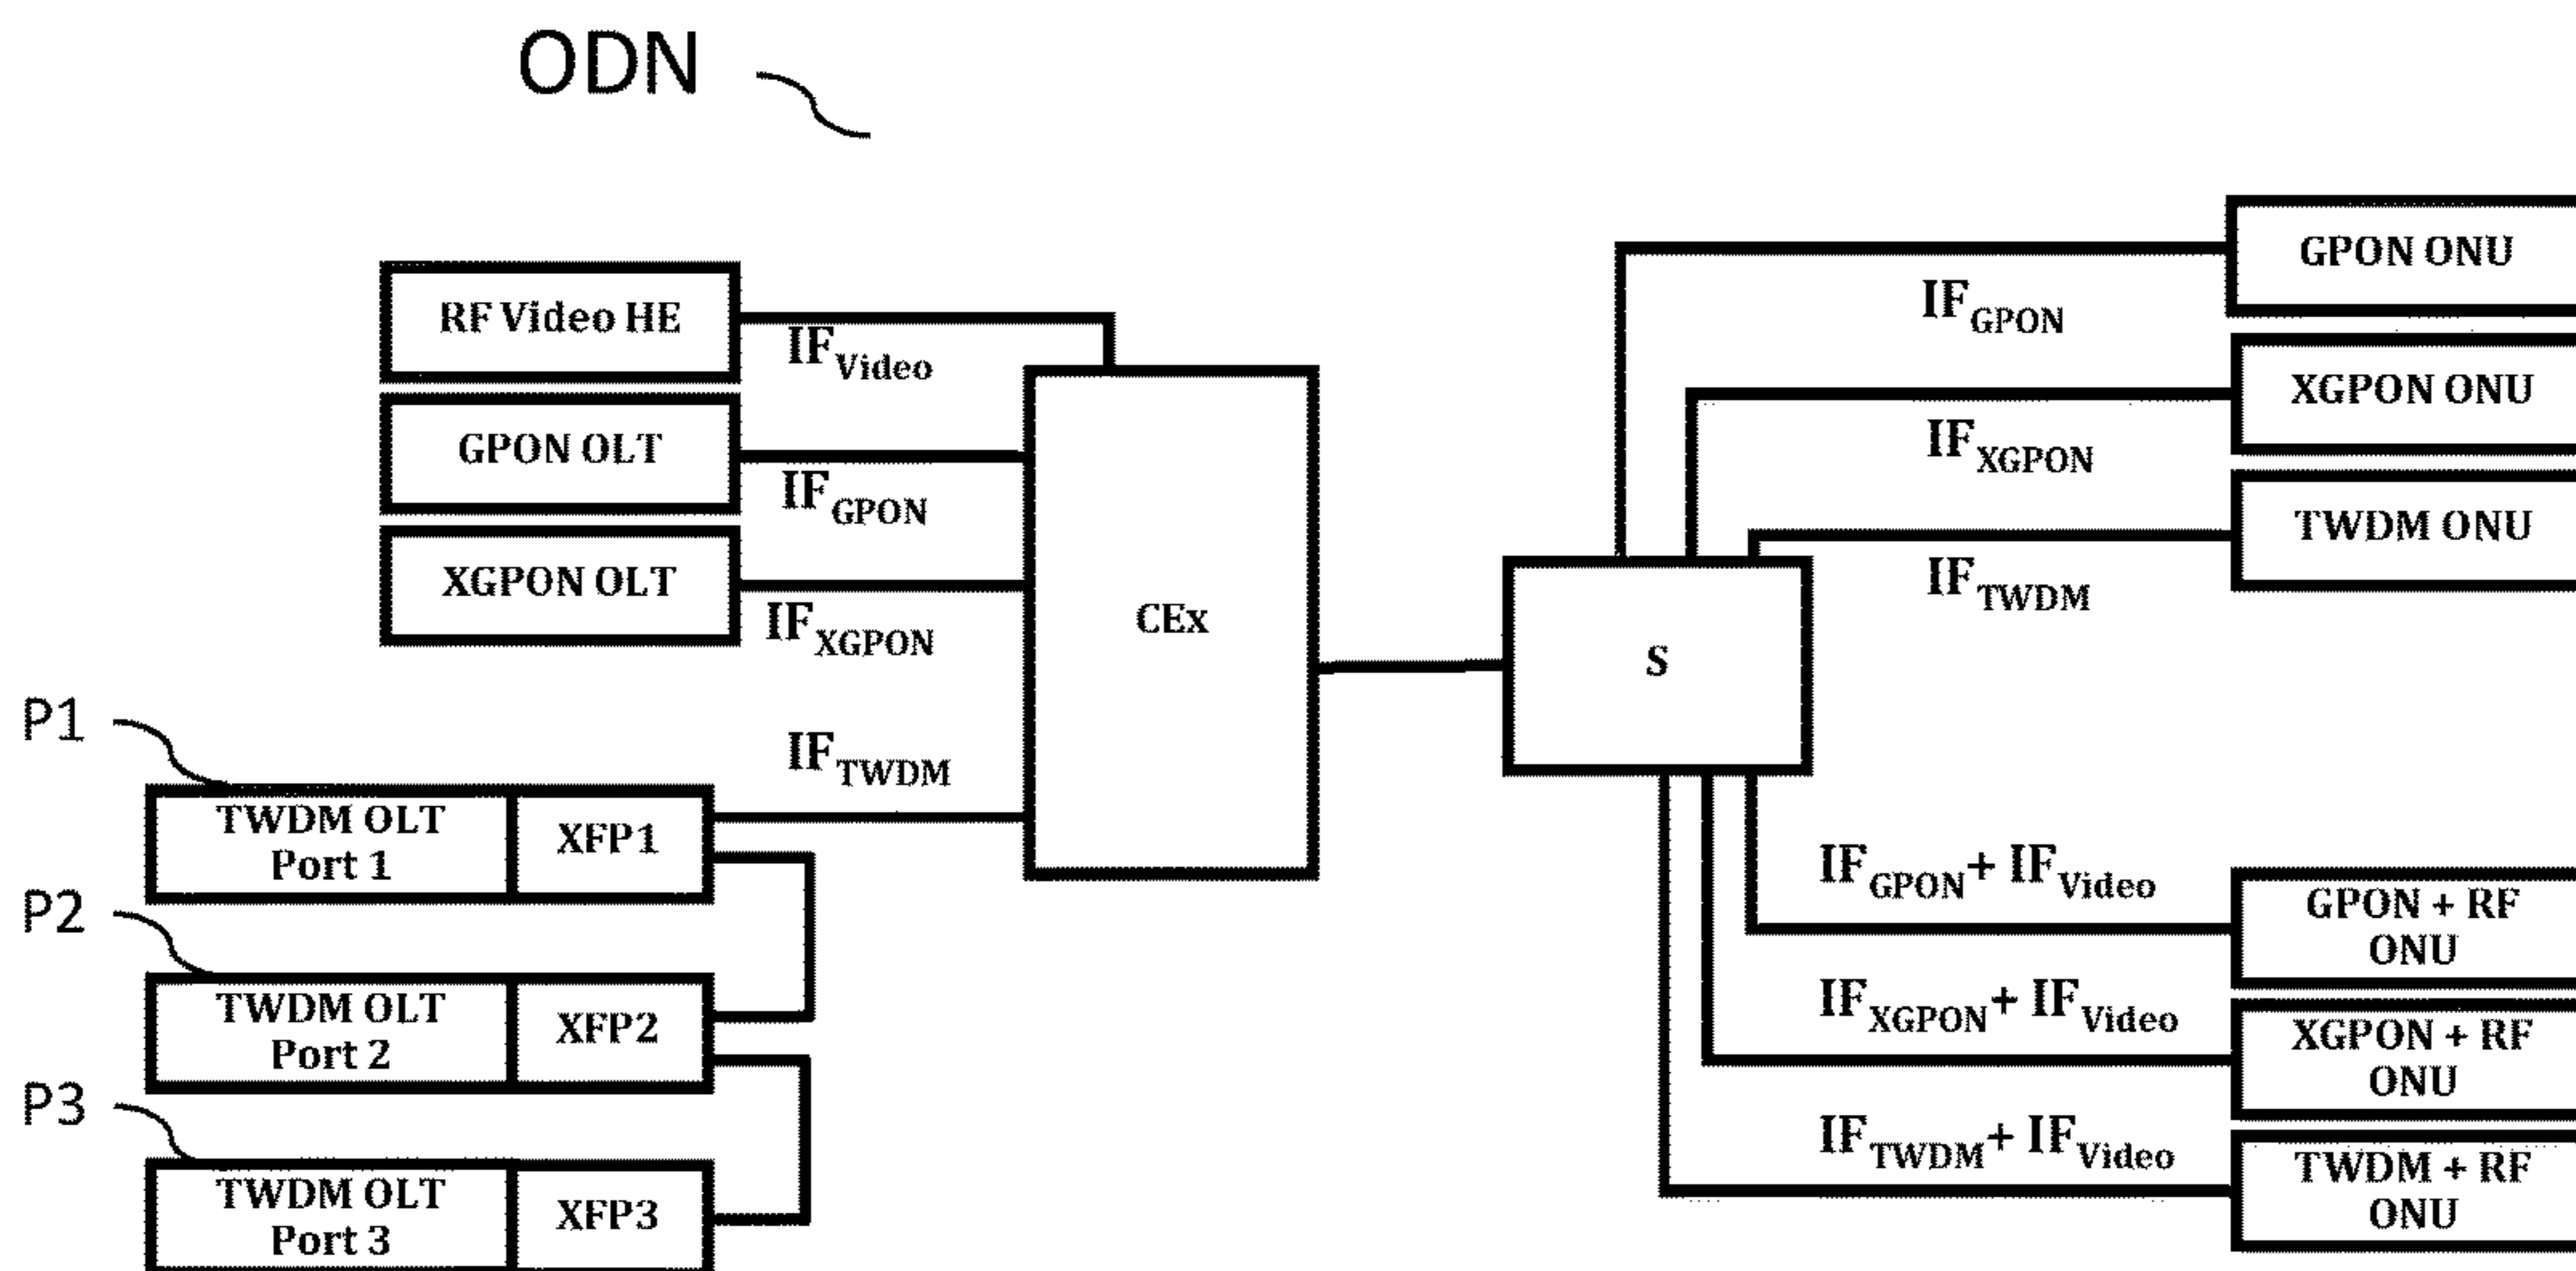 ODN
RF Video HE
IFVideo
GPON OLT
IFGPON
XGPON OLT
IFXGPON
IFTWDM
P1
TWDM OLT
Port 1
XFP1
P2
TWDM OLT
Port 2
XFP2
P3
TWDM OLT
Port 3
XFP3
CEx
S
GPON ONU
IFGPON
XGPON ONU
IFXGPON
TWDM ONU
IFTWDM
IFGPON+ IFVideo
GPON + RF
ONU
IFXGPON+ IFVideo
XGPON + RF
ONU
IFTWDM+ IFVideo
TWDM + RF
ONU